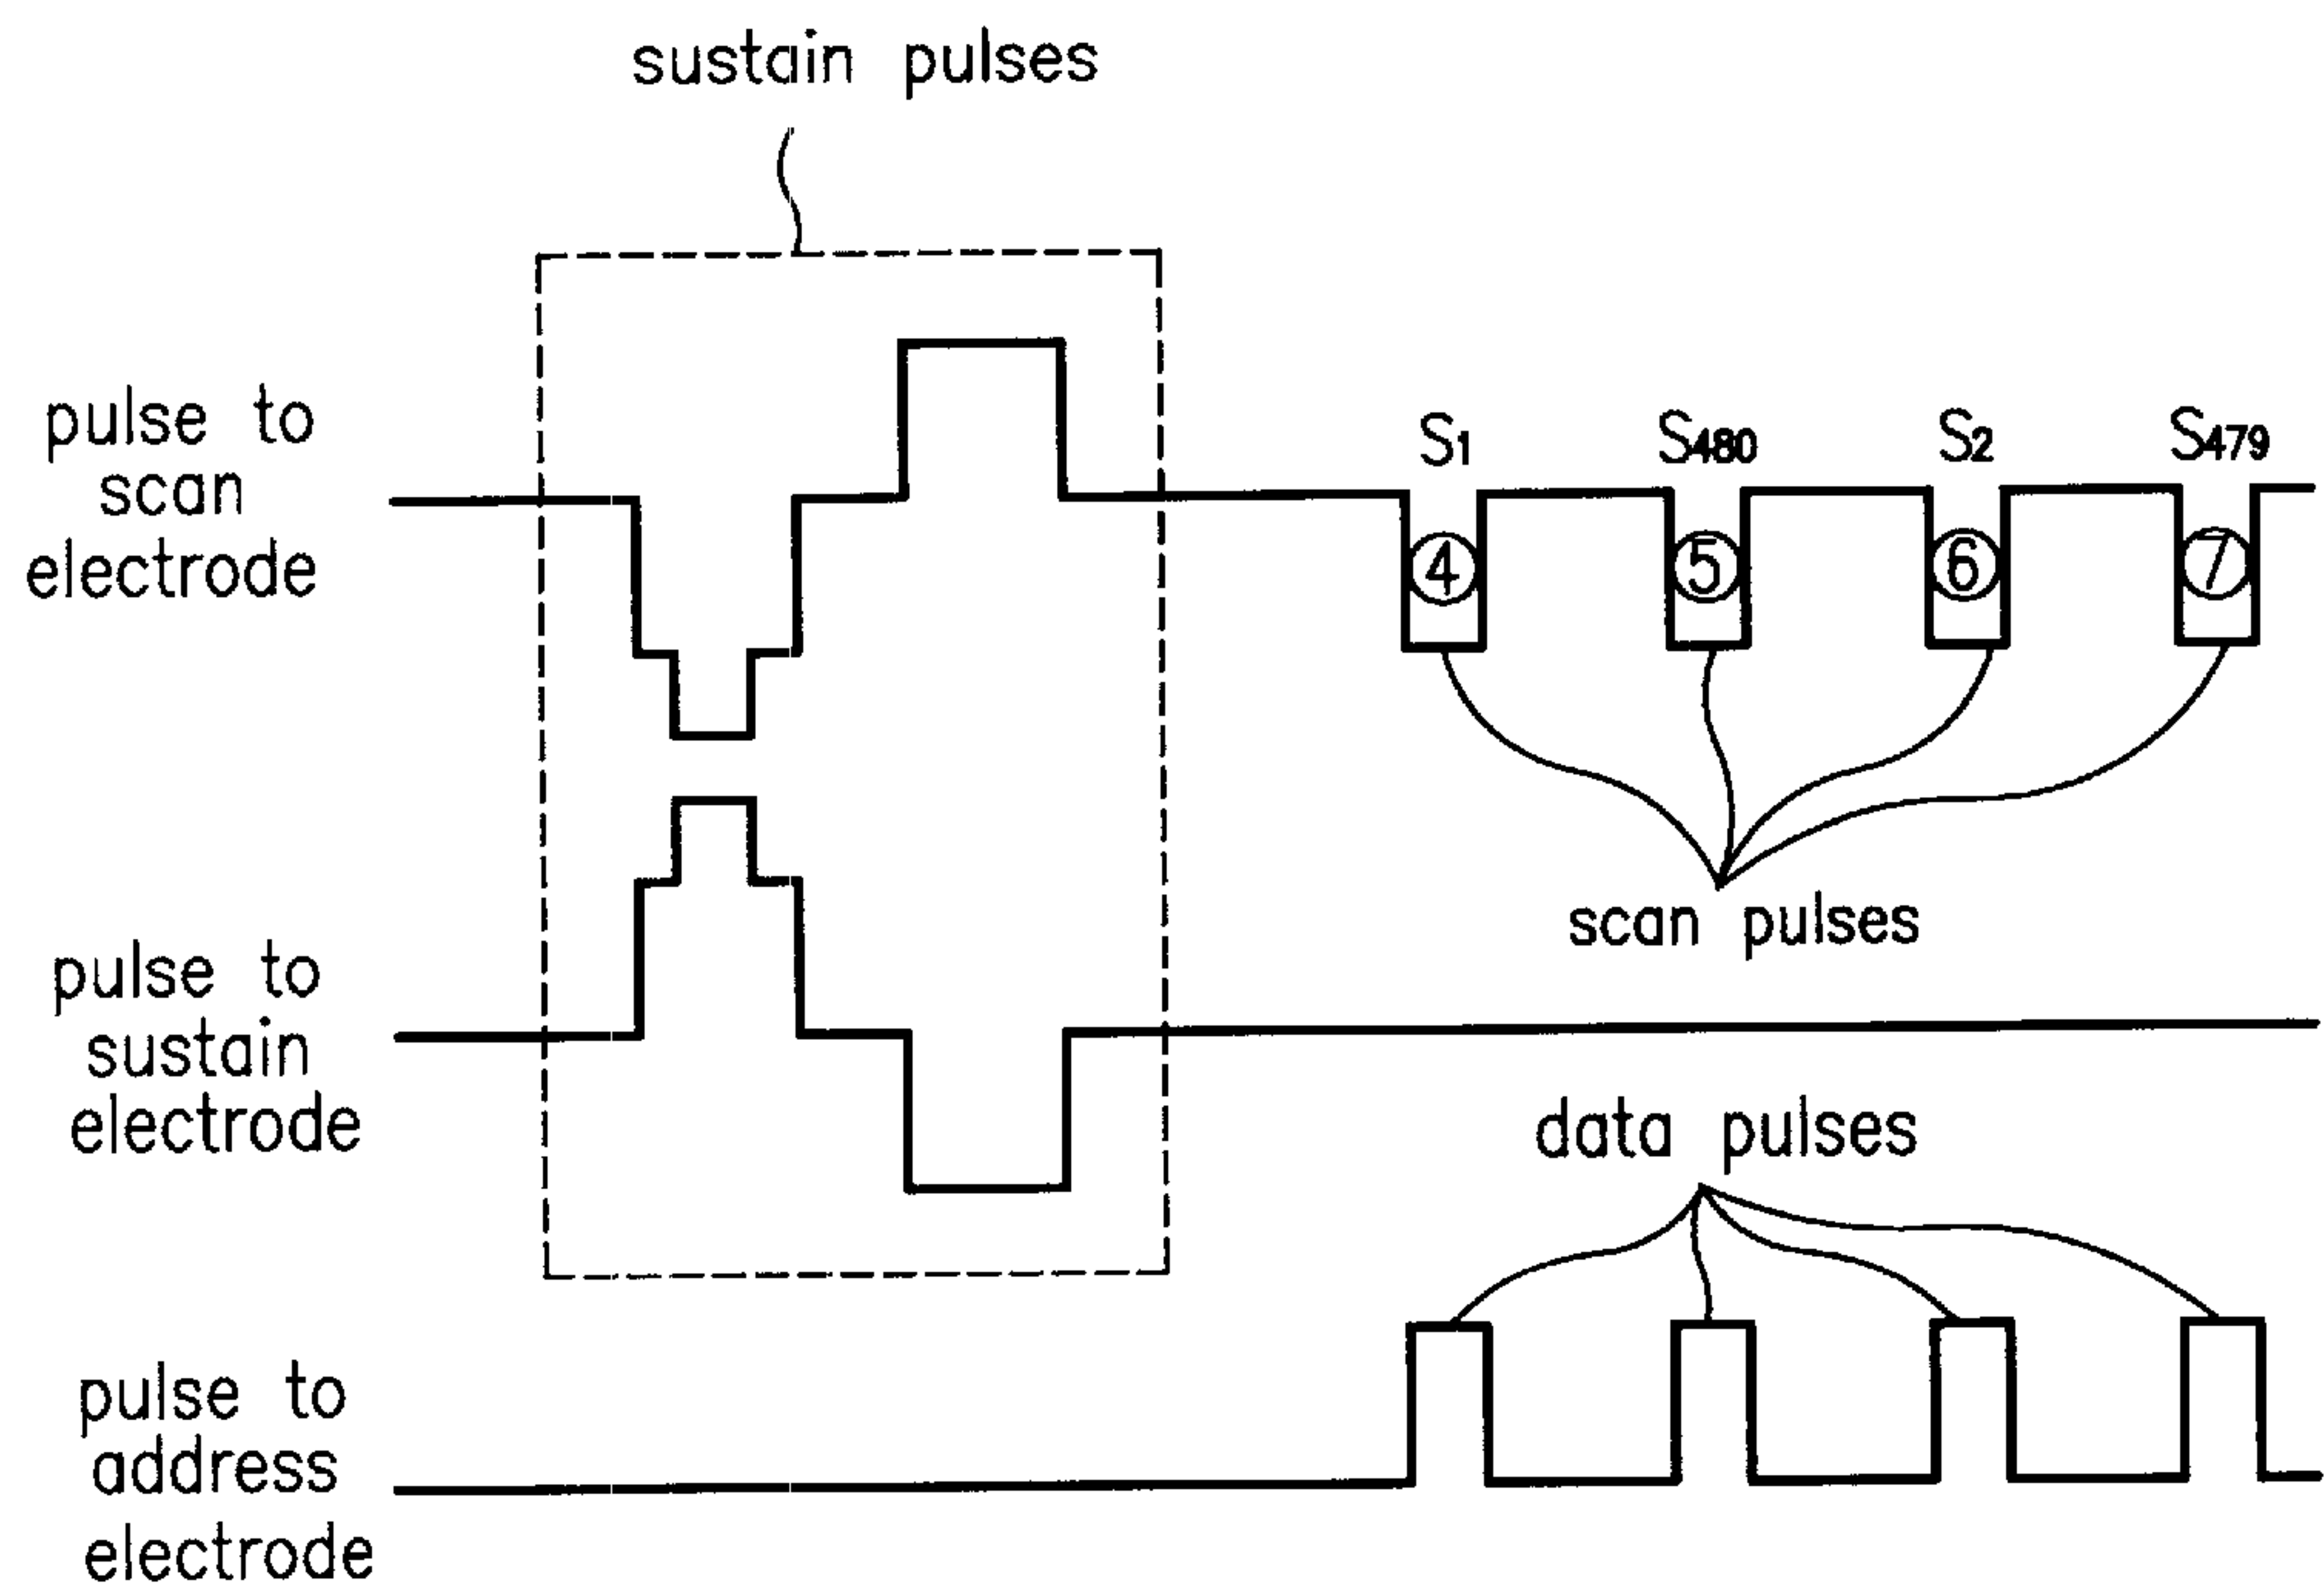 sustain pulses
pulse to
scan
electrode
S1 S480 S2 S479
④ ⑤ ⑥ ⑦
scan pulses
pulse to
sustain
electrode
data pulses
pulse to
address
electrode